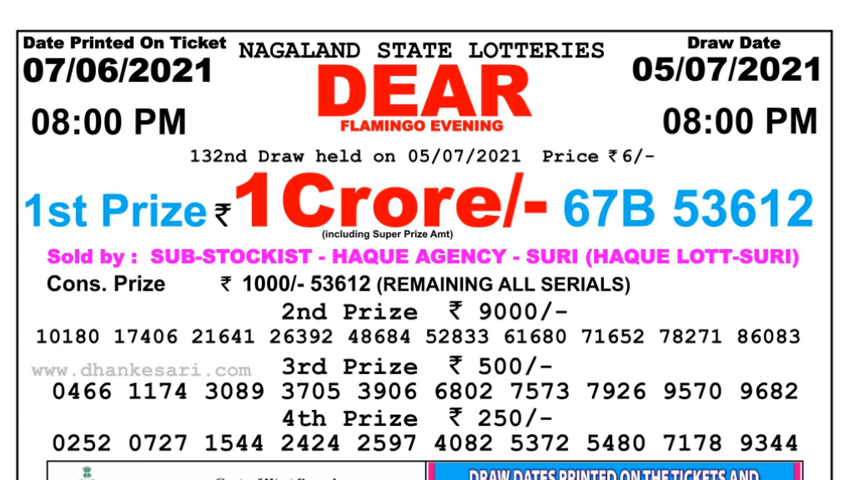 Date Printed On Ticket NAGALAND STATE LOTTERIES Draw Date
07/06/2021 DEAR 05/07/2021
08:00 PM FLAMINGO EVENING 08:00 PM
132nd Draw held on 05/07/2021 Price ₹ 6/-
1st Prize ₹ 1Crore/- 67B 53612
(including Super Prize Amt)
Sold by : SUB-STOCKIST - HAQUE AGENCY - SURI (HAQUE LOTT-SURI)
Cons. Prize ₹ 1000/- 53612 (REMAINING ALL SERIALS)
2nd Prize ₹ 9000/-
10180 17406 21641 26392 48684 52833 61680 71652 78271 86083
www.dhankesari.com 3rd Prize ₹ 500/-
0466 1174 3089 3705 3906 6802 7573 7926 9570 9682
4th Prize ₹ 250/-
0252 0727 1544 2424 2597 4082 5372 5480 7178 9344
DRAW DATES PRINTED ON THE TICKETS AND